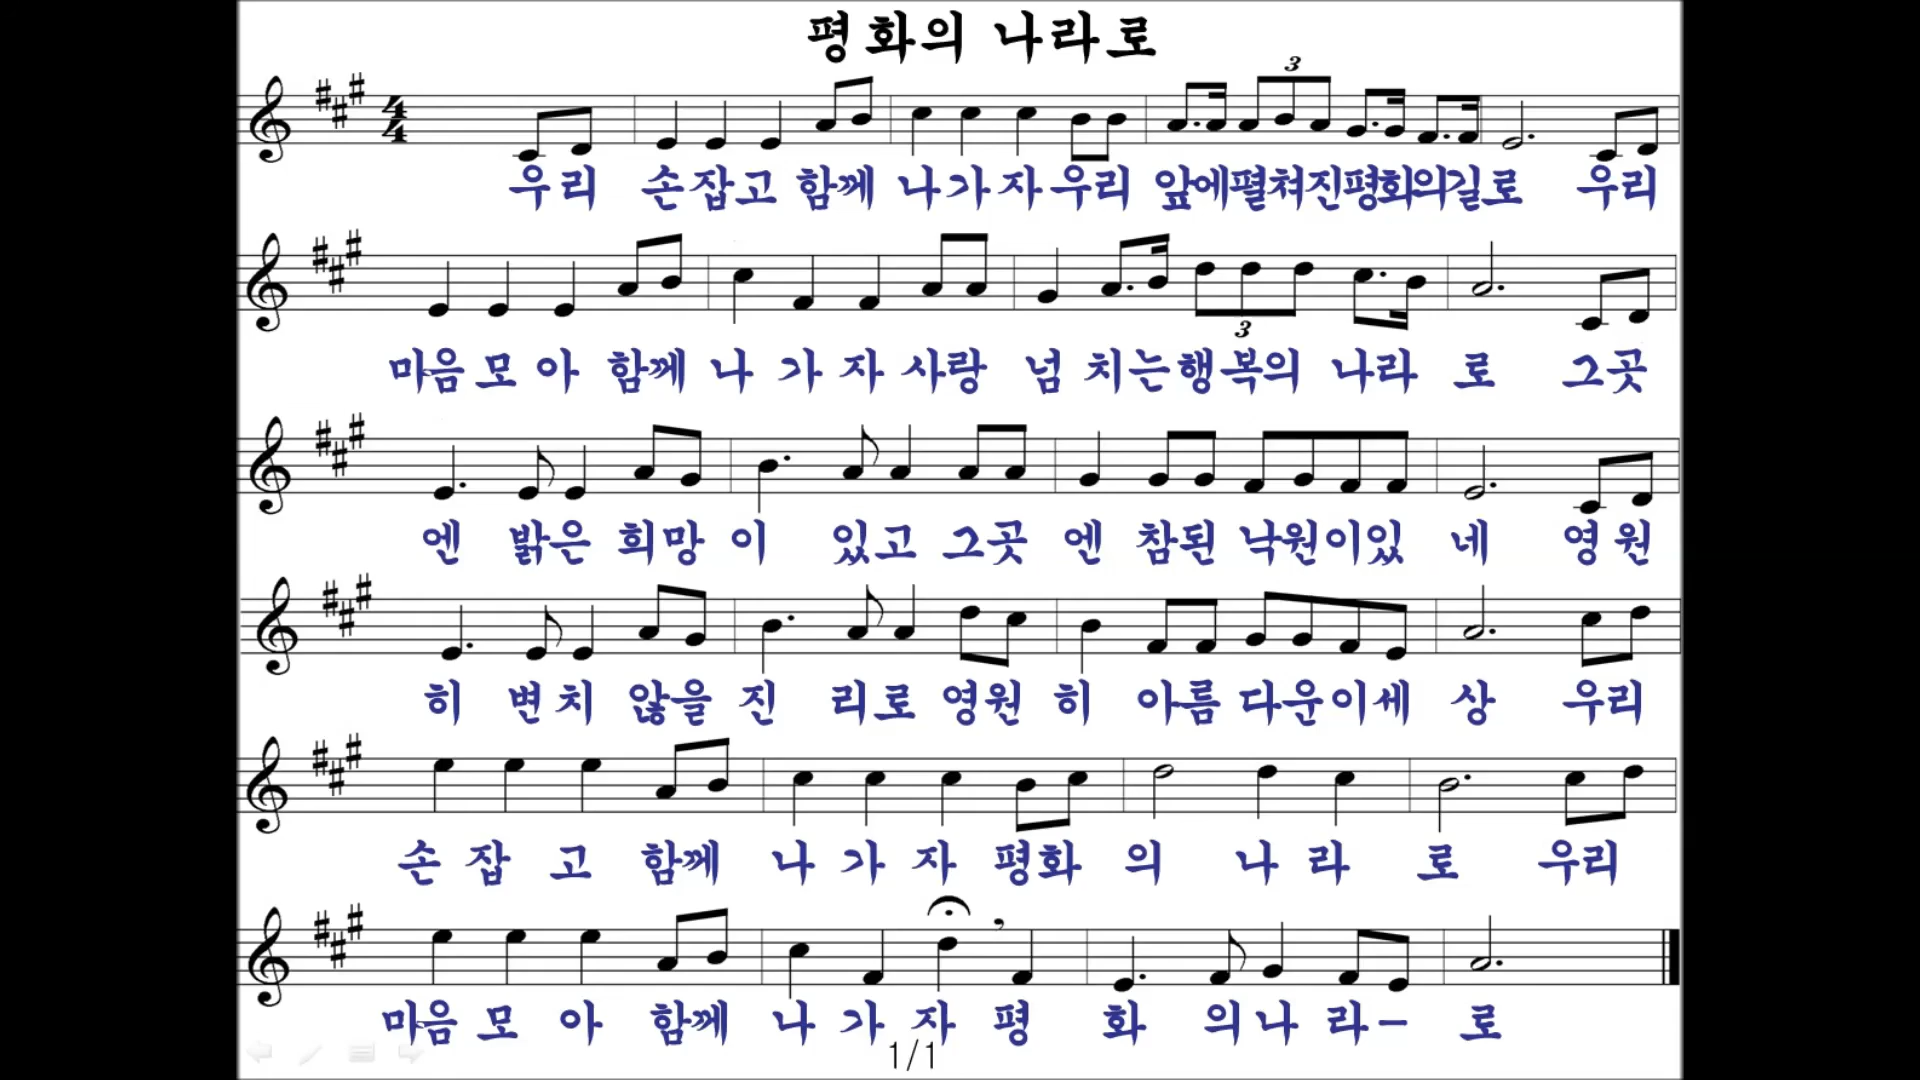 평화의 나라로
3
4
4
우리 손잡고 함께 나가자 우리 앞에펼쳐진평화의길로 우리
마음 모아 함께 나가자 사랑 넘치는행복의 나라로 그곳
3
엔 밝은 희망이 있고 그곳엔 참된 낙원이있네 영원
히 변치 않을 진리로 영원히 아름다운이세상 우리
손잡고 함께 나가자 평화의 나라로 우리
마음 모아 함께 나가자 평화의나라- 로
1/1